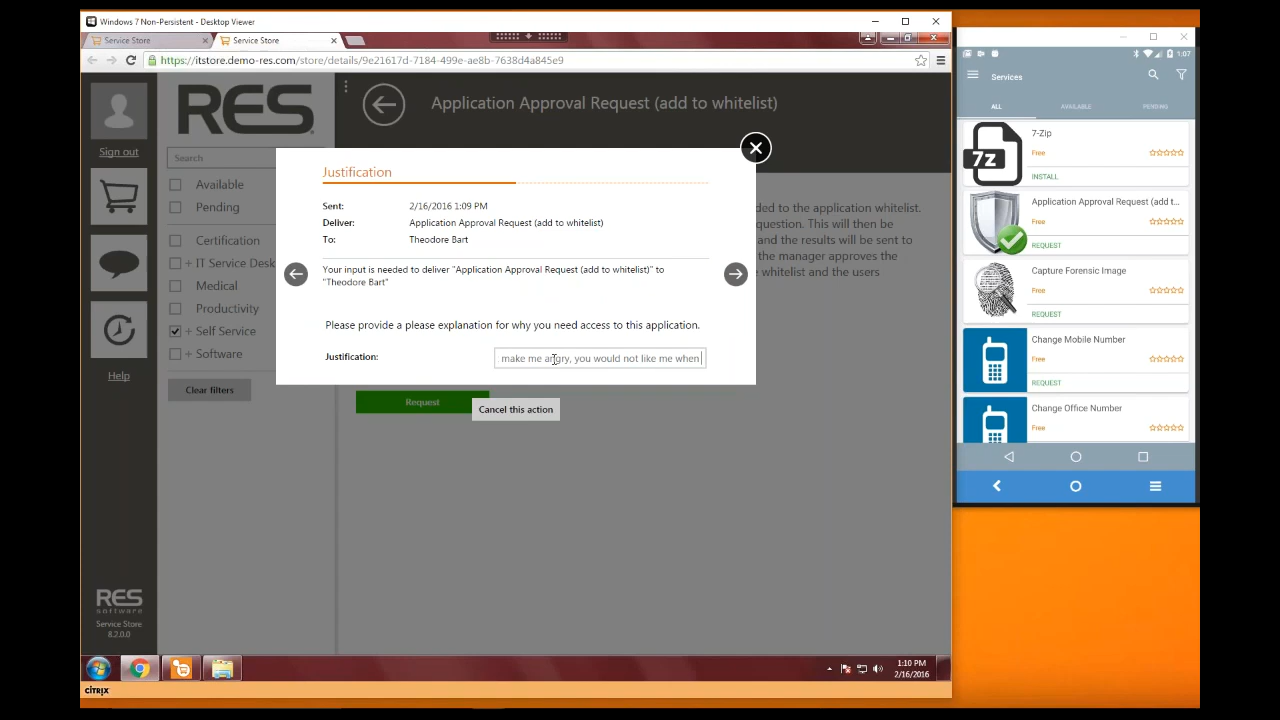 Windows 7 Non-Persistent - Desktop Viewer
Service Store
Service Store
https://itstore.demo-res.com/store/details/9e21617d-7184-499e-ae8b-7638d4a845e9
Sign out
Help
RES
software
Service Store
8.2.0.0
RES.
Search
Available
Pending
Certification
+ IT Service Desk
Medical
Productivity
+ Self Service
+ Software
Clear filters
Application Approval Request (add to whitelist)
ded to the application whitelist.
question. This will then be
and the results will be sent to
the manager approves the
whitelist and the users
Justification
Sent: 2/16/2016 1:09 PM
Deliver: Application Approval Request (add to whitelist)
To: Theodore Bart
Your input is needed to deliver "Application Approval Request (add to whitelist)" to
"Theodore Bart"
Please provide a please explanation for why you need access to this application.
Justification: make me angry, you would not like me when
Request
Cancel this action
1:10 PM
2/16/2016
CITRIX
1:07
Services
ALL AVAILABLE PENDING
7z
7-Zip
Free
INSTALL
Application Approval Request (add t...
Free
REQUEST
Capture Forensic Image
Free
REQUEST
Change Mobile Number
Free
REQUEST
Change Office Number
Free